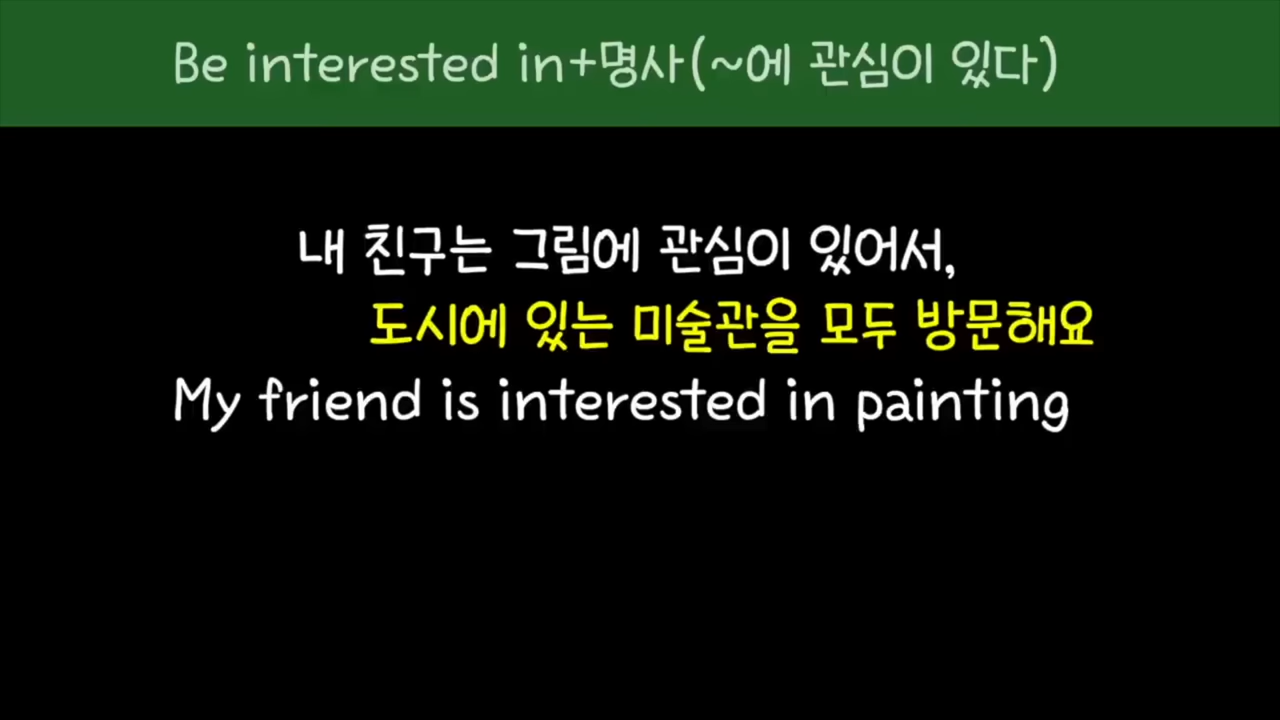 Be interested in+명사(~에 관심이 있다)
내 친구는 그림에 관심이 있어서,
도시에 있는 미술관을 모두 방문해요
My friend is interested in painting